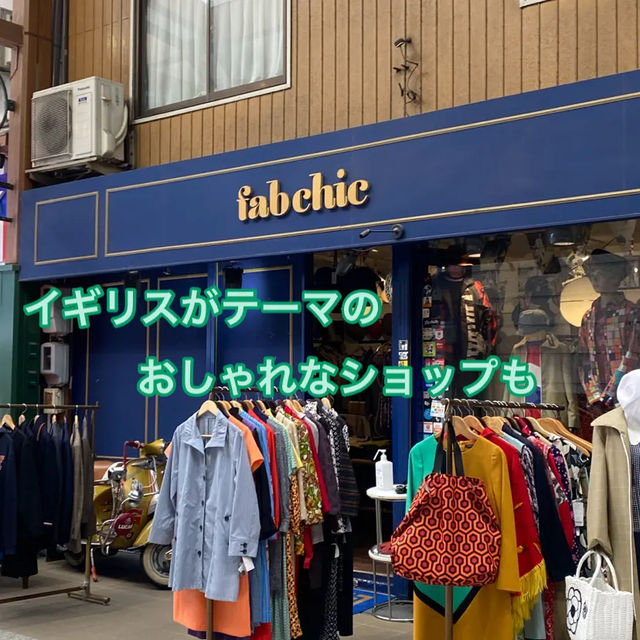 fab chic
イギリスがテーマの
おしゃれなショップも